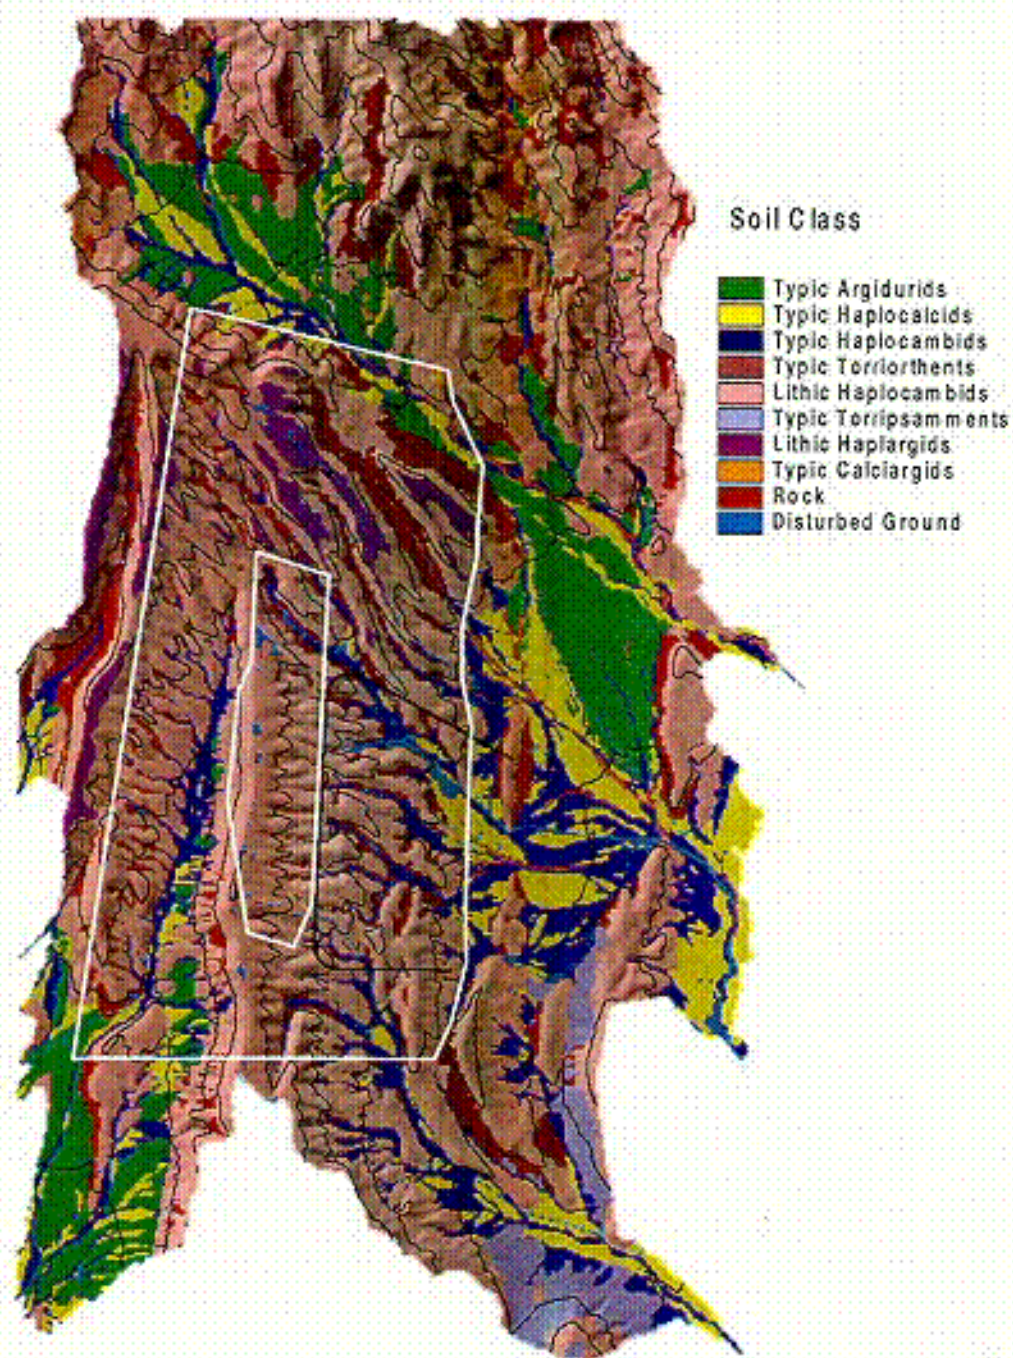 Soil Class
Typic Argidurids
Typic Haplocalcids
Typic Haplocambids
Typic Torriorthents
Lithic Haplocambids
Typic Torripsamments
Lithic Haplargids
Typic Calciargids
Rock
Disturbed Ground